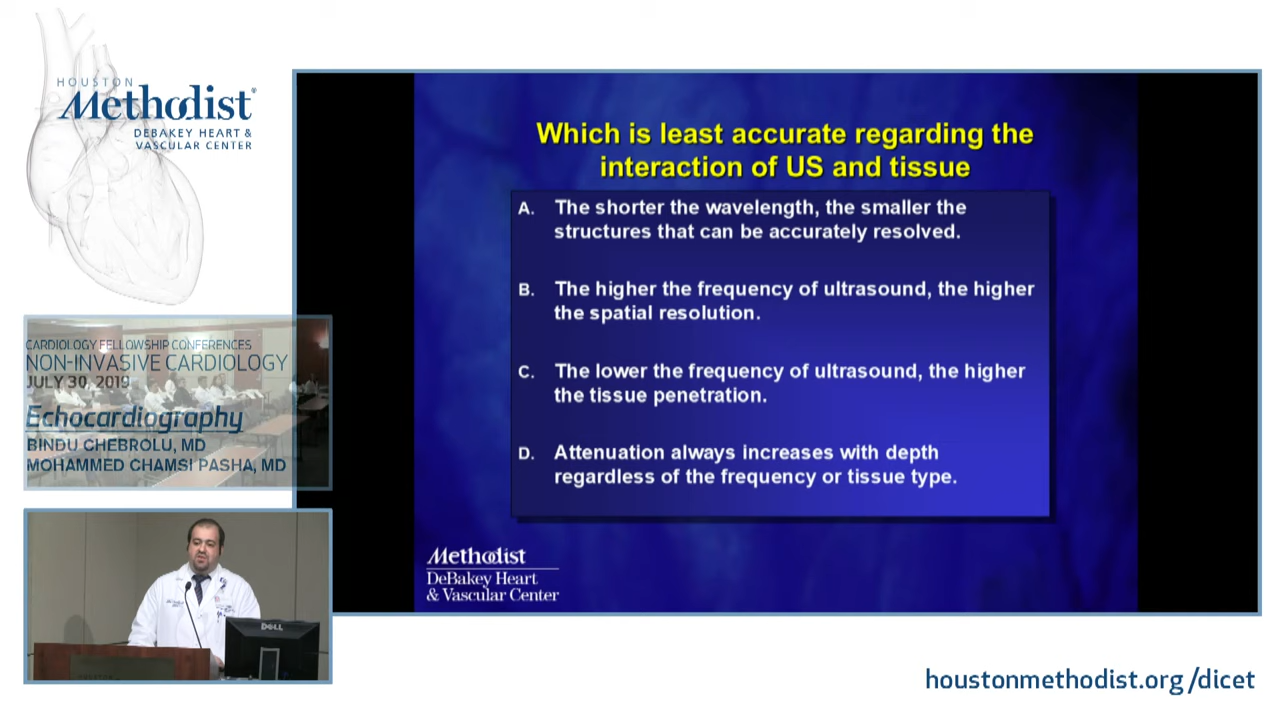 HOUSTON
Methodist®
DEBAKEY HEART &
VASCULAR CENTER
CARDIOLOGY FELLOWSHIP CONFERENCES
NON-INVASIVE CARDIOLOGY
JULY 30, 2019
Echocardiography
BINDU CHEBROLU, MD
MOHAMMED CHAMSI PASHA, MD
DELL
Which is least accurate regarding the
interaction of US and tissue
A. The shorter the wavelength, the smaller the
structures that can be accurately resolved.
B. The higher the frequency of ultrasound, the higher
the spatial resolution.
C. The lower the frequency of ultrasound, the higher
the tissue penetration.
D. Attenuation always increases with depth
regardless of the frequency or tissue type.
Methodist
DeBakey Heart
& Vascular Center
houstonmethodist.org/dicet